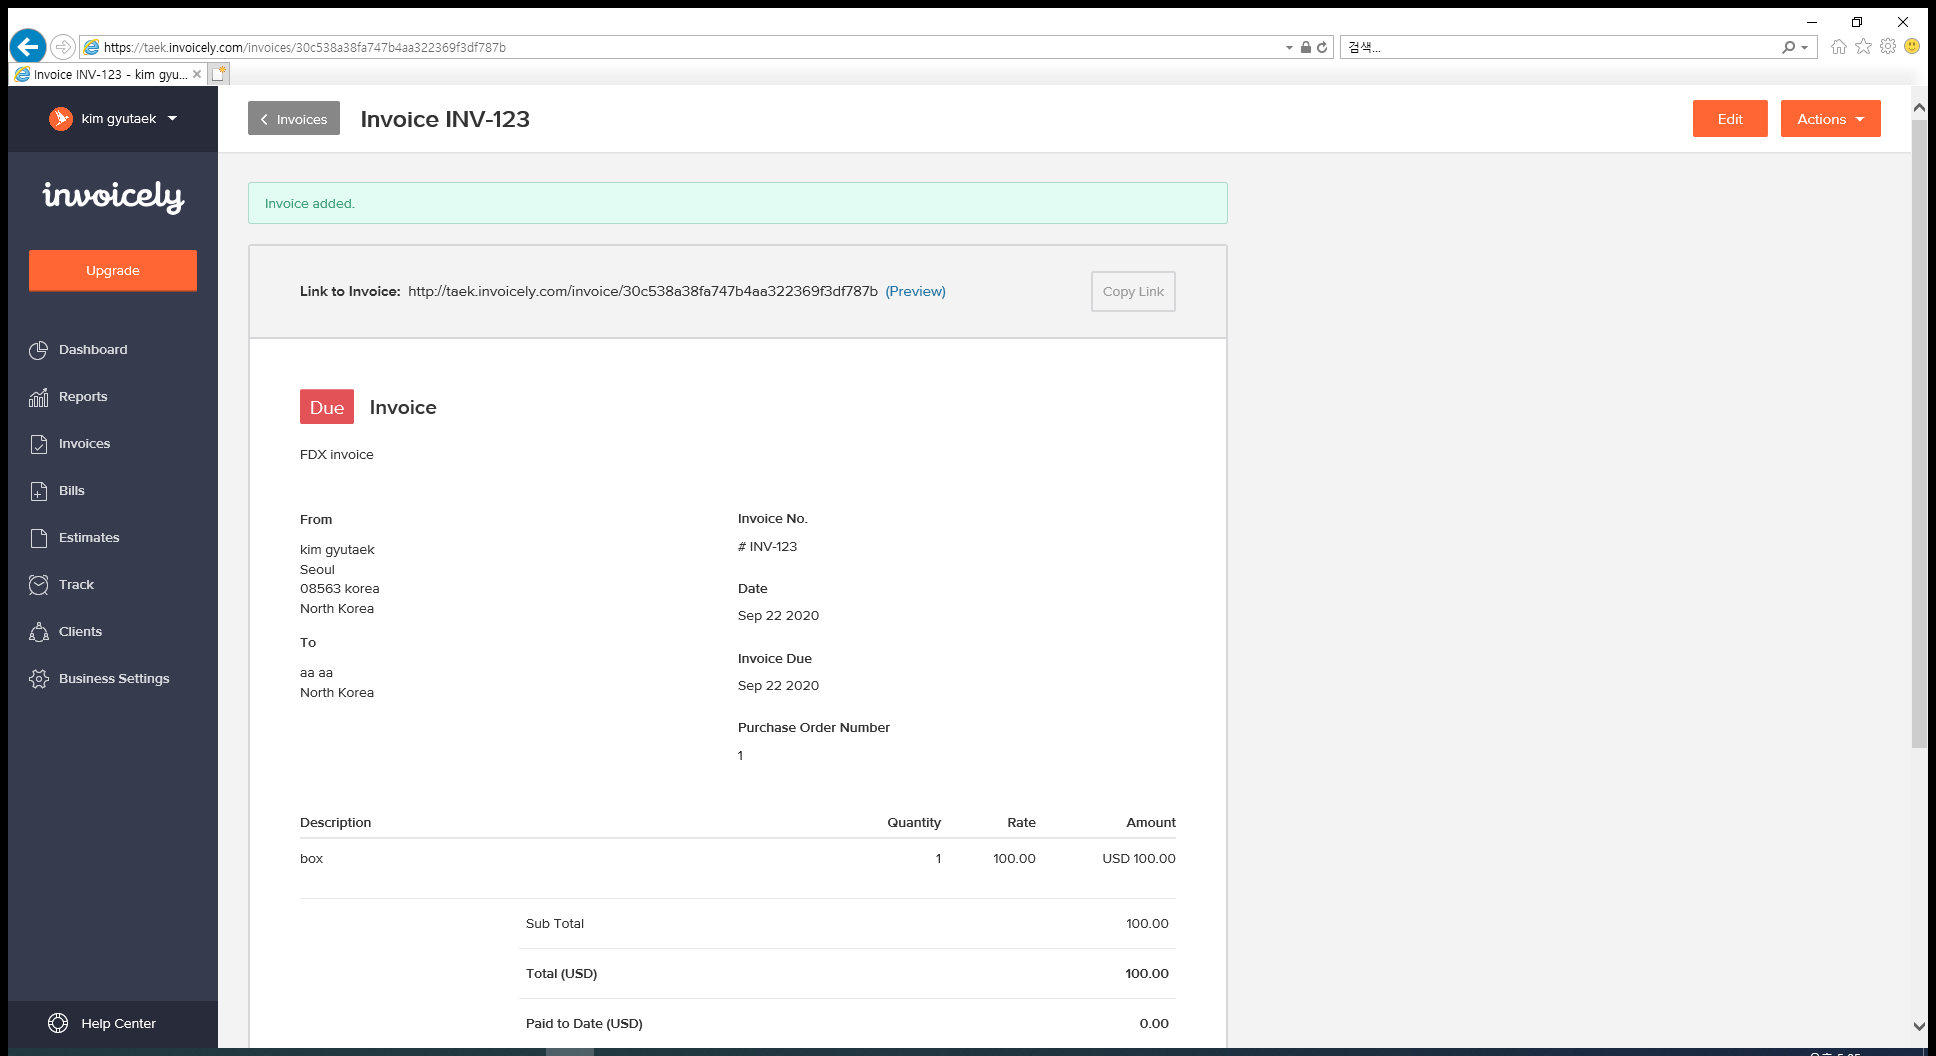 https://taek.invoicely.com/invoices/30c538a38fa747b4aa322369f3df787b
검색...
Invoice INV-123 - kim gyu...
kim gyutaek
Invoices
Invoice INV-123
Edit
Actions
invoicely
Upgrade
Dashboard
Reports
Invoices
Bills
Estimates
Track
Clients
Business Settings
Help Center
Invoice added.
Link to Invoice: http://taek.invoicely.com/invoice/30c538a38fa747b4aa322369f3df787b (Preview)
Copy Link
Due Invoice
FDX invoice
From
kim gyutaek
Seoul
08563 korea
North Korea
To
aa aa
North Korea
Invoice No.
# INV-123
Date
Sep 22 2020
Invoice Due
Sep 22 2020
Purchase Order Number
1
Description Quantity Rate Amount
box 1 100.00 USD 100.00
Sub Total 100.00
Total (USD) 100.00
Paid to Date (USD) 0.00